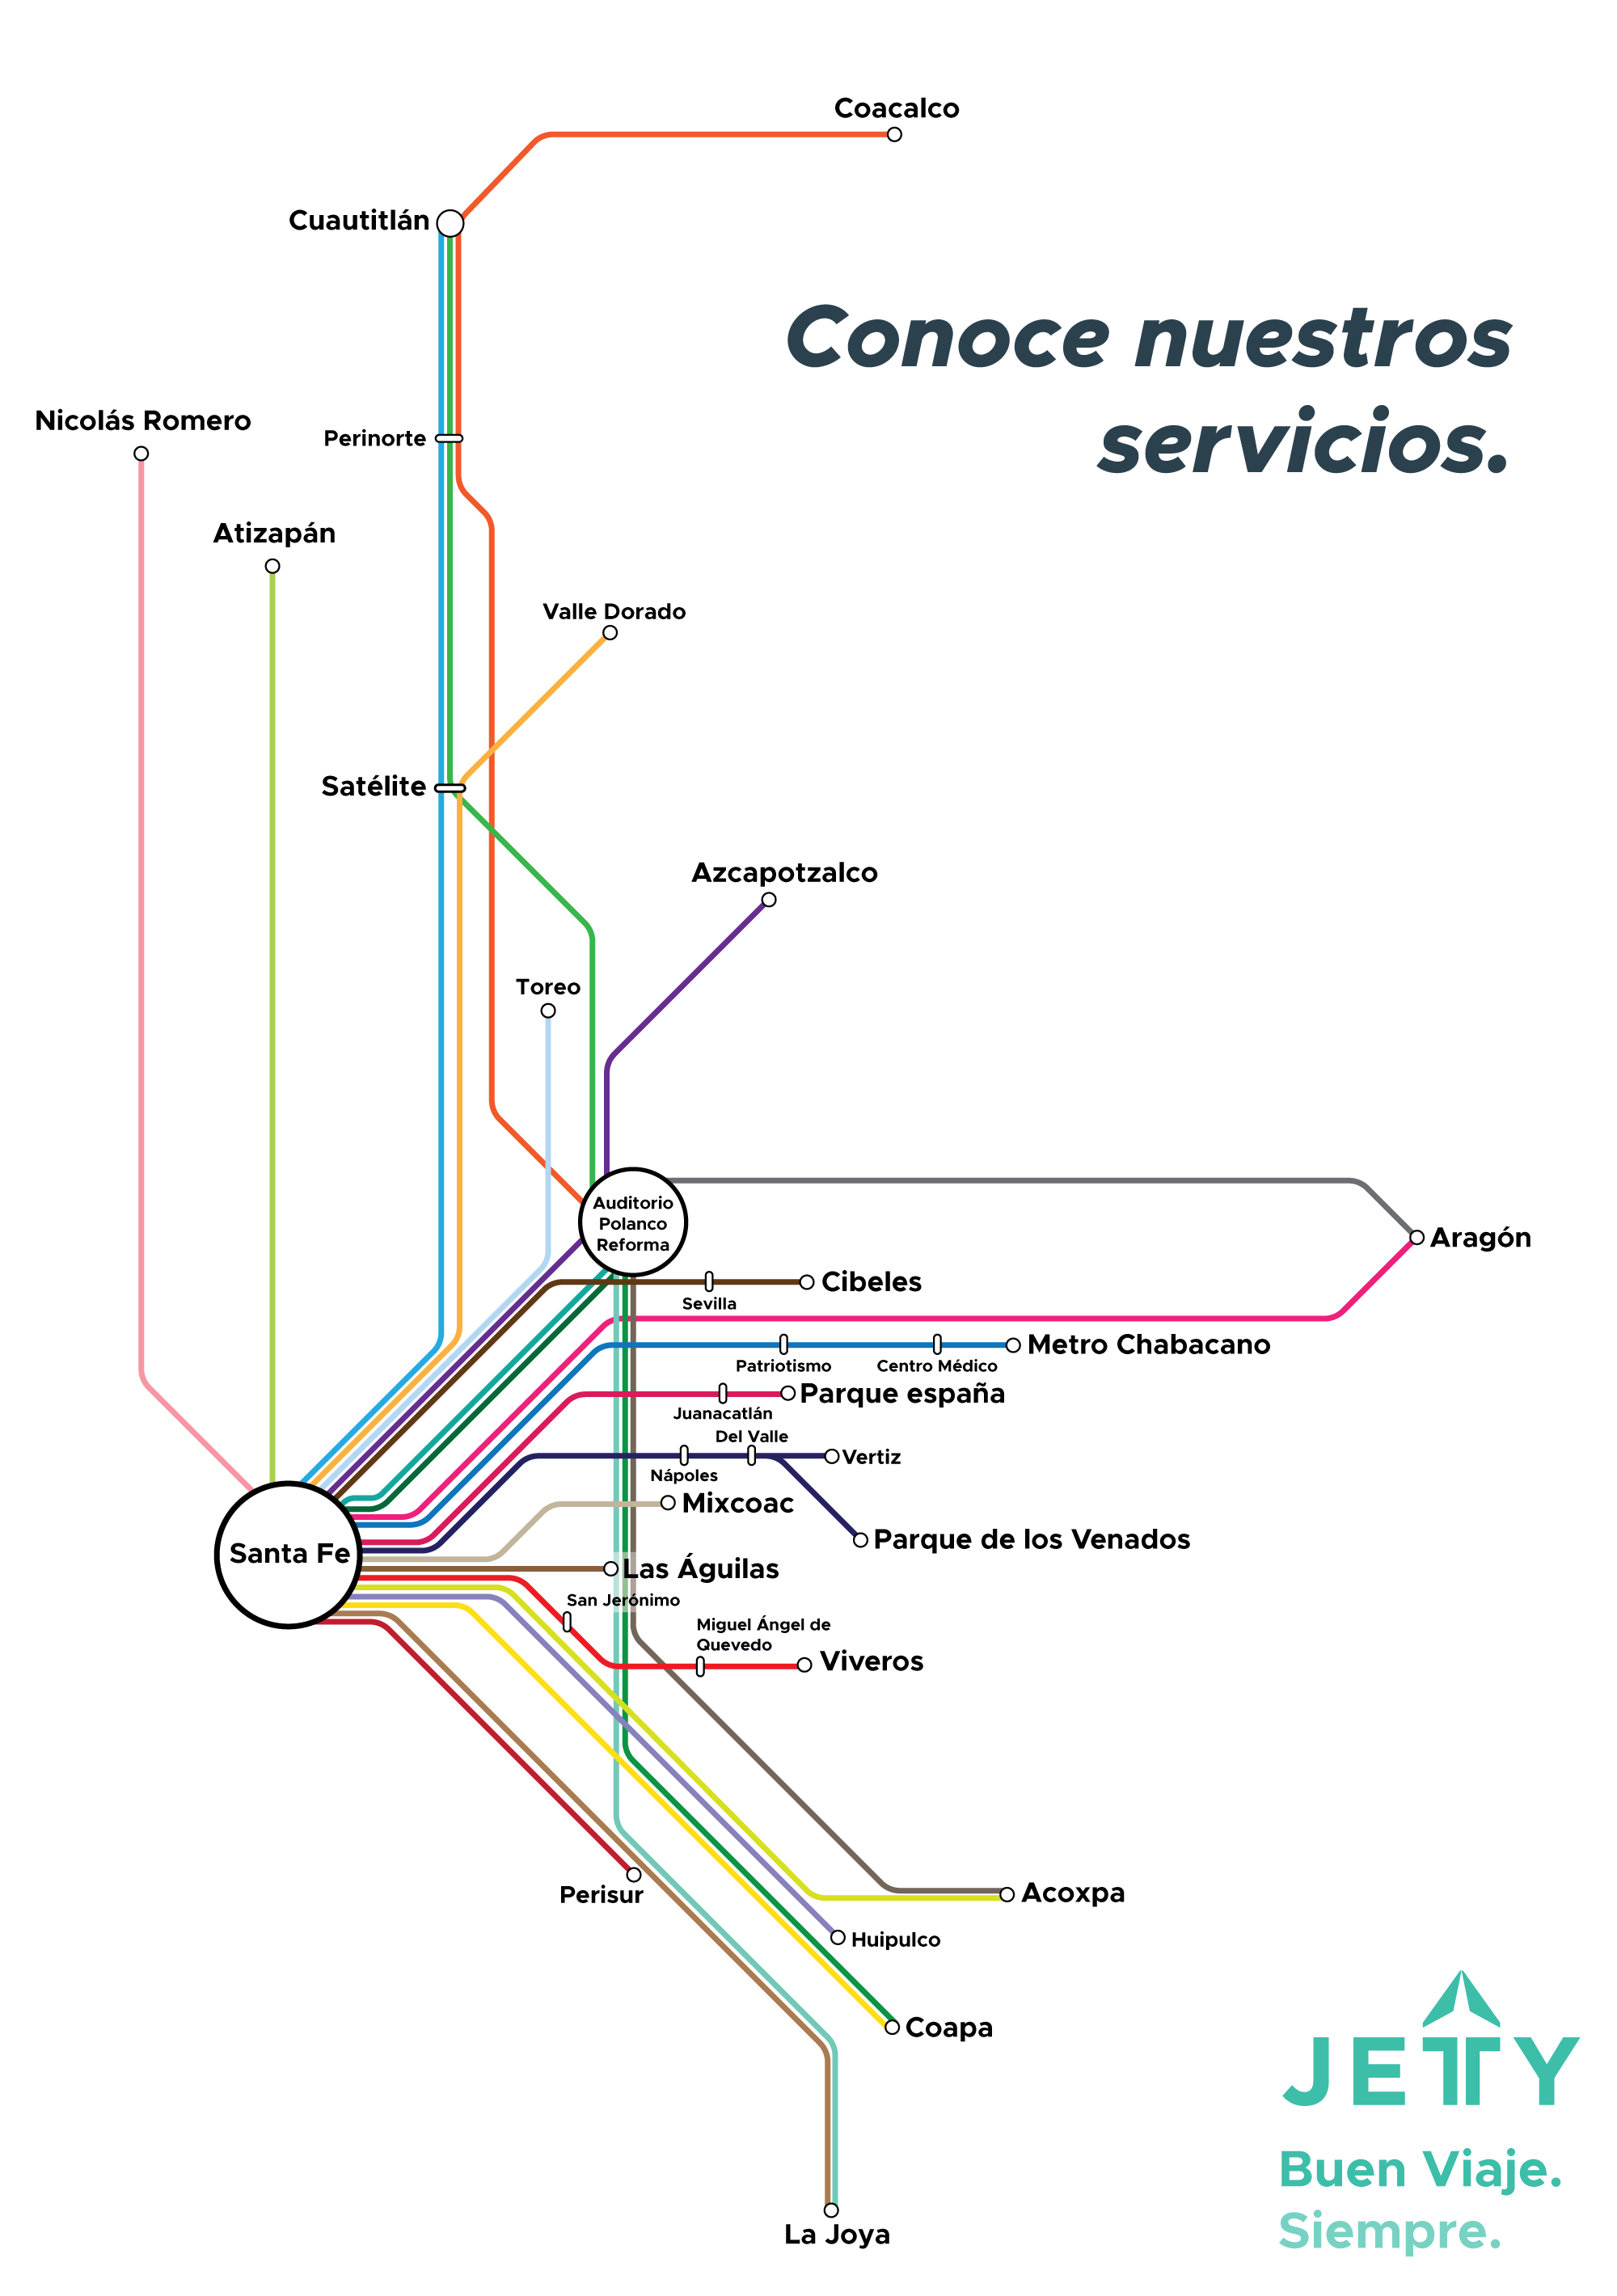 Coacalco
Cuautitlán
Conoce nuestros
servicios.
Nicolás Romero
Perinorte
Atizapán
Valle Dorado
Satélite
Azcapotzalco
Toreo
Auditorio
Polanco
Reforma
Aragón
Cibeles
Sevilla
Metro Chabacano
Patriotismo
Centro Médico
Parque españa
Juanacatlán
Del Valle
Vertiz
Nápoles
Mixcoac
Parque de los Venados
Santa Fe
Las Águilas
San Jerónimo
Miguel Ángel de
Quevedo
Viveros
Perisur
Acoxpa
Huipulco
Coapa
JETTY
Buen Viaje.
Siempre.
La Joya